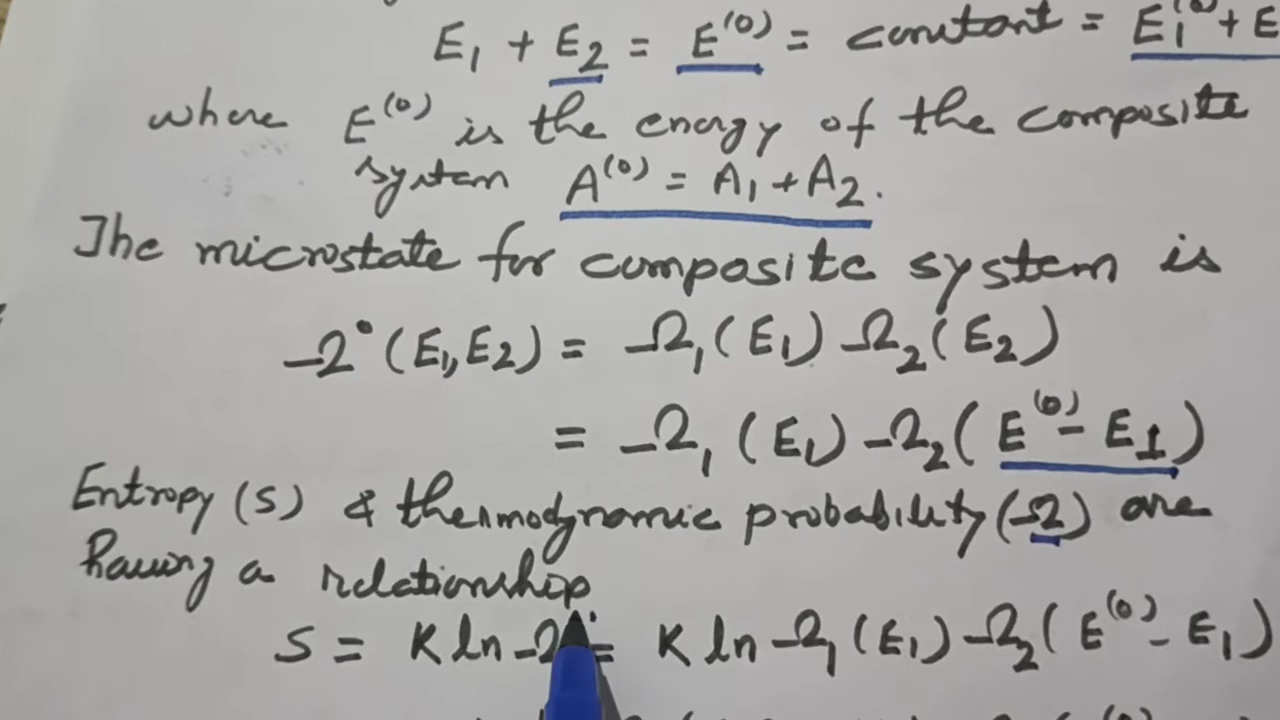 E₁ + E₂ = E⁽⁰⁾ = constant = E₁⁽⁰⁾ + E
where E⁽⁰⁾ is the energy of the composite
system A⁽⁰⁾ = A₁ + A₂.
The microstate for composite system is
Ω°(E₁, E₂) = Ω₁(E₁) Ω₂(E₂)
= Ω₁(E₁) Ω₂(E⁽⁰⁾ - E₁)
Entropy (S) & thermodynamic probability (Ω) are
having a relationship
S = K ln Ω° = K ln Ω₁(E₁) Ω₂(E⁽⁰⁾ - E₁)